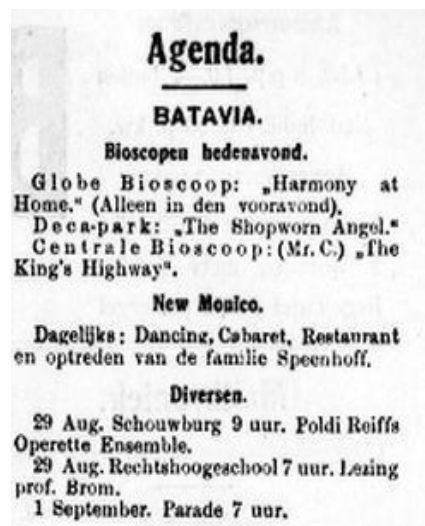 Agenda.
BATAVIA.
Bioscopen hedenavond.
Globe Bioscoop: „Harmony at
Home.“ (Alleen in den vooravond).
Deca-park: „The Shopworn Angel.“
Centrale Bioscoop: (Mr. C.) „The
King's Highway“.
New Monico.
Dagelijks: Dancing, Cabaret, Restaurant
en optreden van de familie Speenhoff.
Diversen.
29 Aug. Schouwburg 9 uur. Poldi Reiffs
Operette Ensemble.
29 Aug. Rechtshoogeschool 7 uur. Lezing
prof. Brom.
1 September. Parade 7 uur.